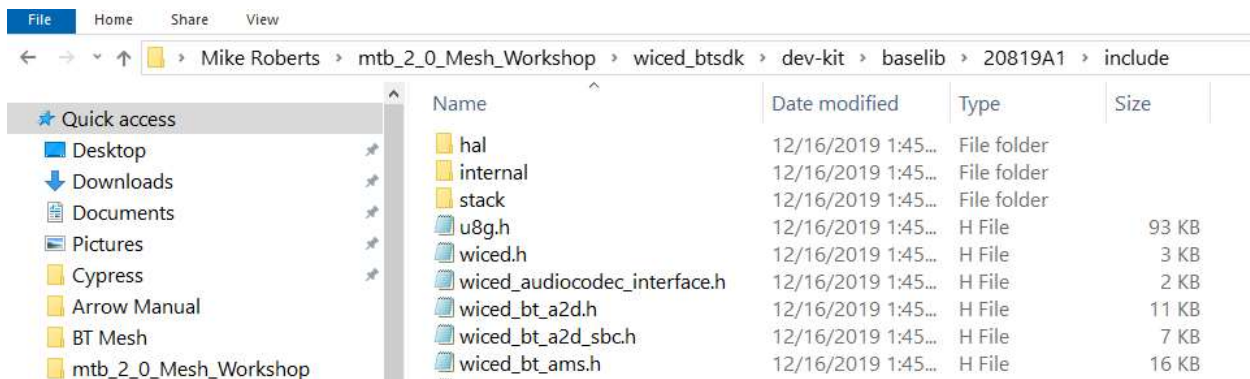 File Home Share View
Mike Roberts > mtb_2_0_Mesh_Workshop > wiced_btsdk > dev-kit > baselib > 20819A1 > include
Name Date modified Type Size
Quick access
Desktop
Downloads
Documents
Pictures
Cypress
Arrow Manual
BT Mesh
mtb_2_0_Mesh_Workshop
hal 12/16/2019 1:45... File folder
internal 12/16/2019 1:45... File folder
stack 12/16/2019 1:45... File folder
u8g.h 12/16/2019 1:45... H File 93 KB
wiced.h 12/16/2019 1:45... H File 3 KB
wiced_audiocodec_interface.h 12/16/2019 1:45... H File 2 KB
wiced_bt_a2d.h 12/16/2019 1:45... H File 11 KB
wiced_bt_a2d_sbc.h 12/16/2019 1:45... H File 7 KB
wiced_bt_ams.h 12/16/2019 1:45... H File 16 KB